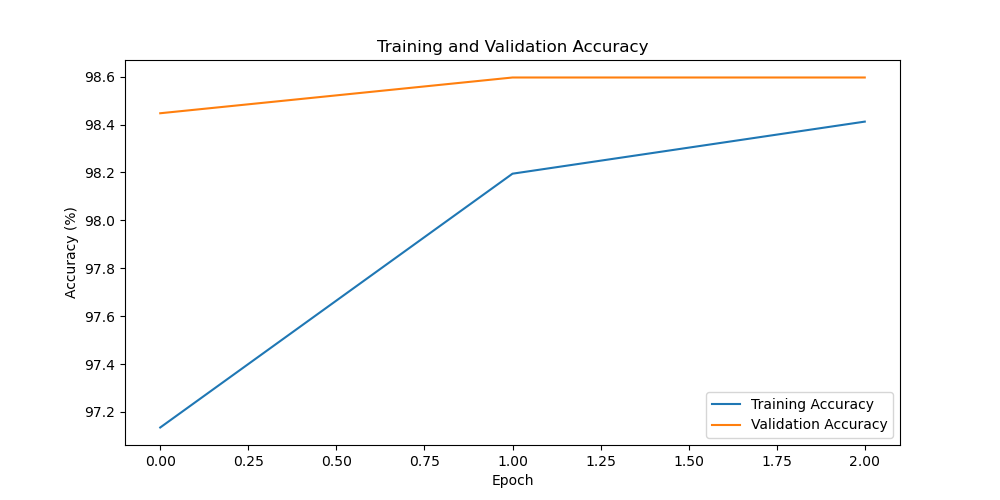 Training and Validation Accuracy
Accuracy (%)
98.6
98.4
98.2
98.0
97.8
97.6
97.4
97.2
0.00 0.25 0.50 0.75 1.00 1.25 1.50 1.75 2.00
Epoch
Training Accuracy
Validation Accuracy